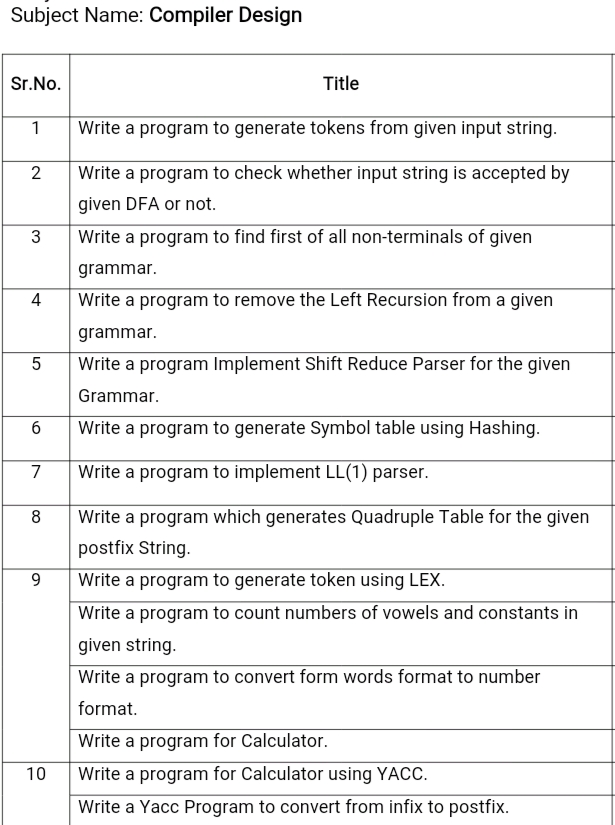 Subject Name: Compiler Design
Sr.No. Title
1 Write a program to generate tokens from given input string.
2 Write a program to check whether input string is accepted by
given DFA or not.
3 Write a program to find first of all non-terminals of given
grammar.
4 Write a program to remove the Left Recursion from a given
grammar.
5 Write a program Implement Shift Reduce Parser for the given
Grammar.
6 Write a program to generate Symbol table using Hashing.
7 Write a program to implement LL(1) parser.
8 Write a program which generates Quadruple Table for the given
postfix String.
9 Write a program to generate token using LEX.
Write a program to count numbers of vowels and constants in
given string.
Write a program to convert form words format to number
format.
Write a program for Calculator.
10 Write a program for Calculator using YACC.
Write a Yacc Program to convert from infix to postfix.